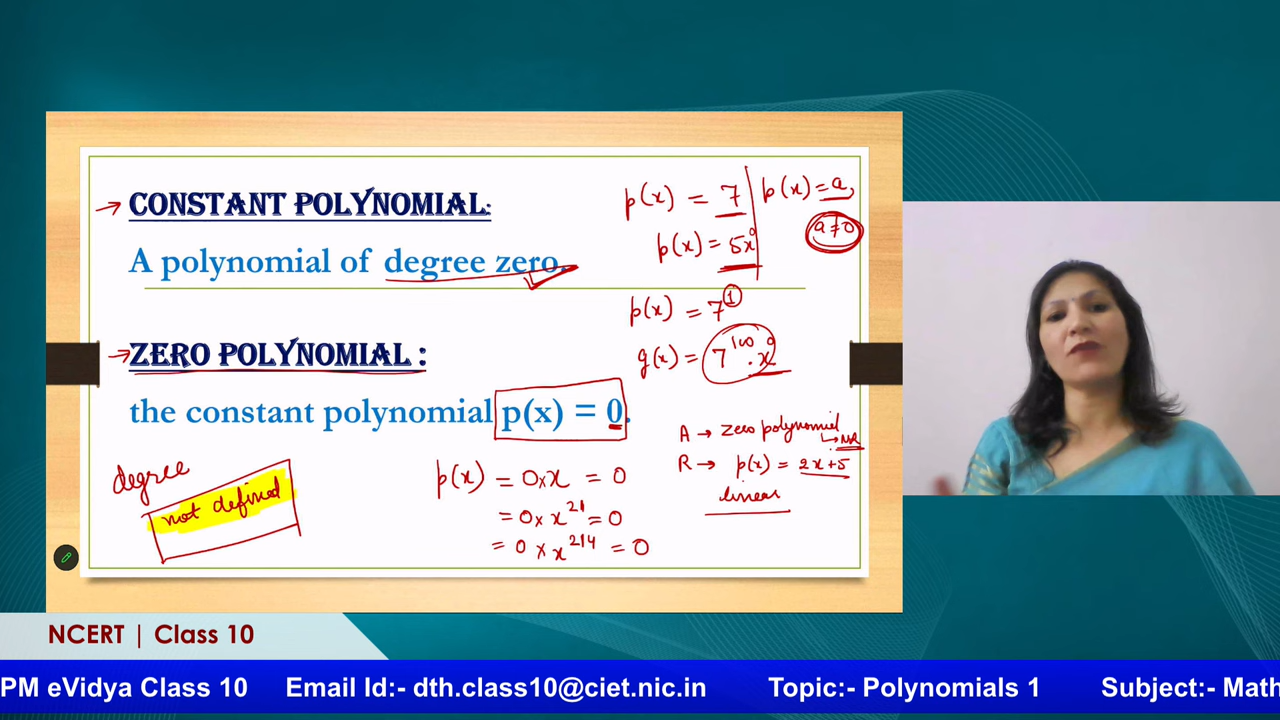 CONSTANT POLYNOMIAL:
A polynomial of degree zero.
p(x) = 7
p(x) = 5x⁰
p(x) = a,
a ≠ 0
p(x) = 7¹
g(x) = 7¹⁰⁰ . x⁰
ZERO POLYNOMIAL :
the constant polynomial p(x) = 0.
degree
not defined
p(x) = 0 × x = 0
= 0 × x²¹ = 0
= 0 × x²¹⁴ = 0
A → zero polynomial
↳ NR
R → p(x) = 2x+5
linear
NCERT | Class 10
PM eVidya Class 10 Email Id:- dth.class10@ciet.nic.in Topic:- Polynomials 1 Subject:- Math